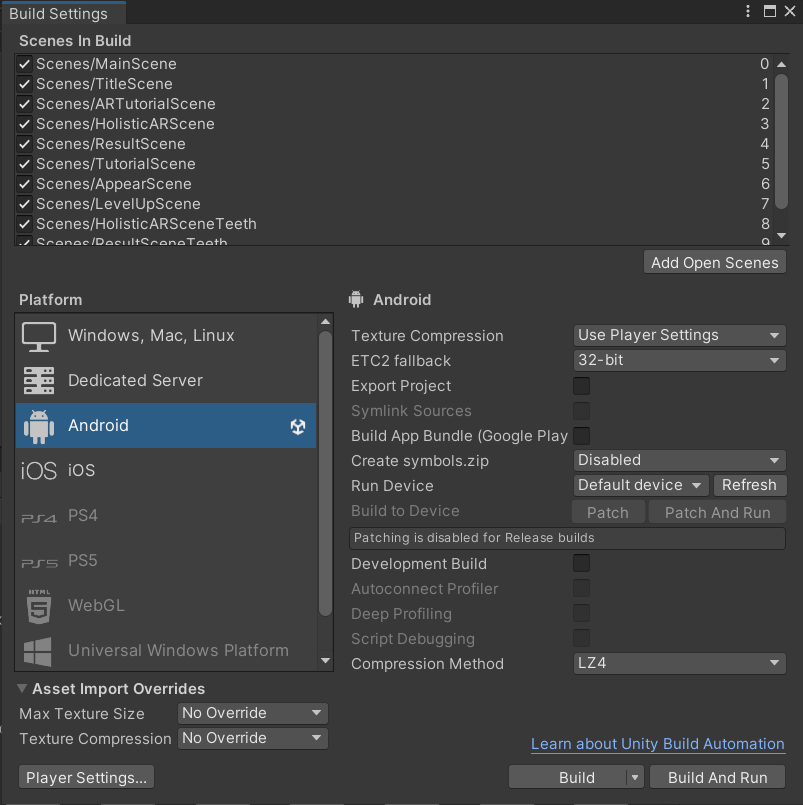 Build Settings
Scenes In Build
Scenes/MainScene 0
Scenes/TitleScene 1
Scenes/ARTutorialScene 2
Scenes/HolisticARScene 3
Scenes/ResultScene 4
Scenes/TutorialScene 5
Scenes/AppearScene 6
Scenes/LevelUpScene 7
Scenes/HolisticARSceneTeeth 8
Scenes/ResultSceneTeeth 9
Add Open Scenes
Platform
Windows, Mac, Linux
Dedicated Server
Android
iOS iOS
PS4 PS4
PS5 PS5
HTML 5 WebGL
Universal Windows Platform
Android
Texture Compression Use Player Settings
ETC2 fallback 32-bit
Export Project
Symlink Sources
Build App Bundle (Google Play
Create symbols.zip Disabled
Run Device Default device Refresh
Build to Device Patch Patch And Run
Patching is disabled for Release builds
Development Build
Autoconnect Profiler
Deep Profiling
Script Debugging
Compression Method LZ4
Asset Import Overrides
Max Texture Size No Override
Texture Compression No Override
Learn about Unity Build Automation
Player Settings... Build Build And Run